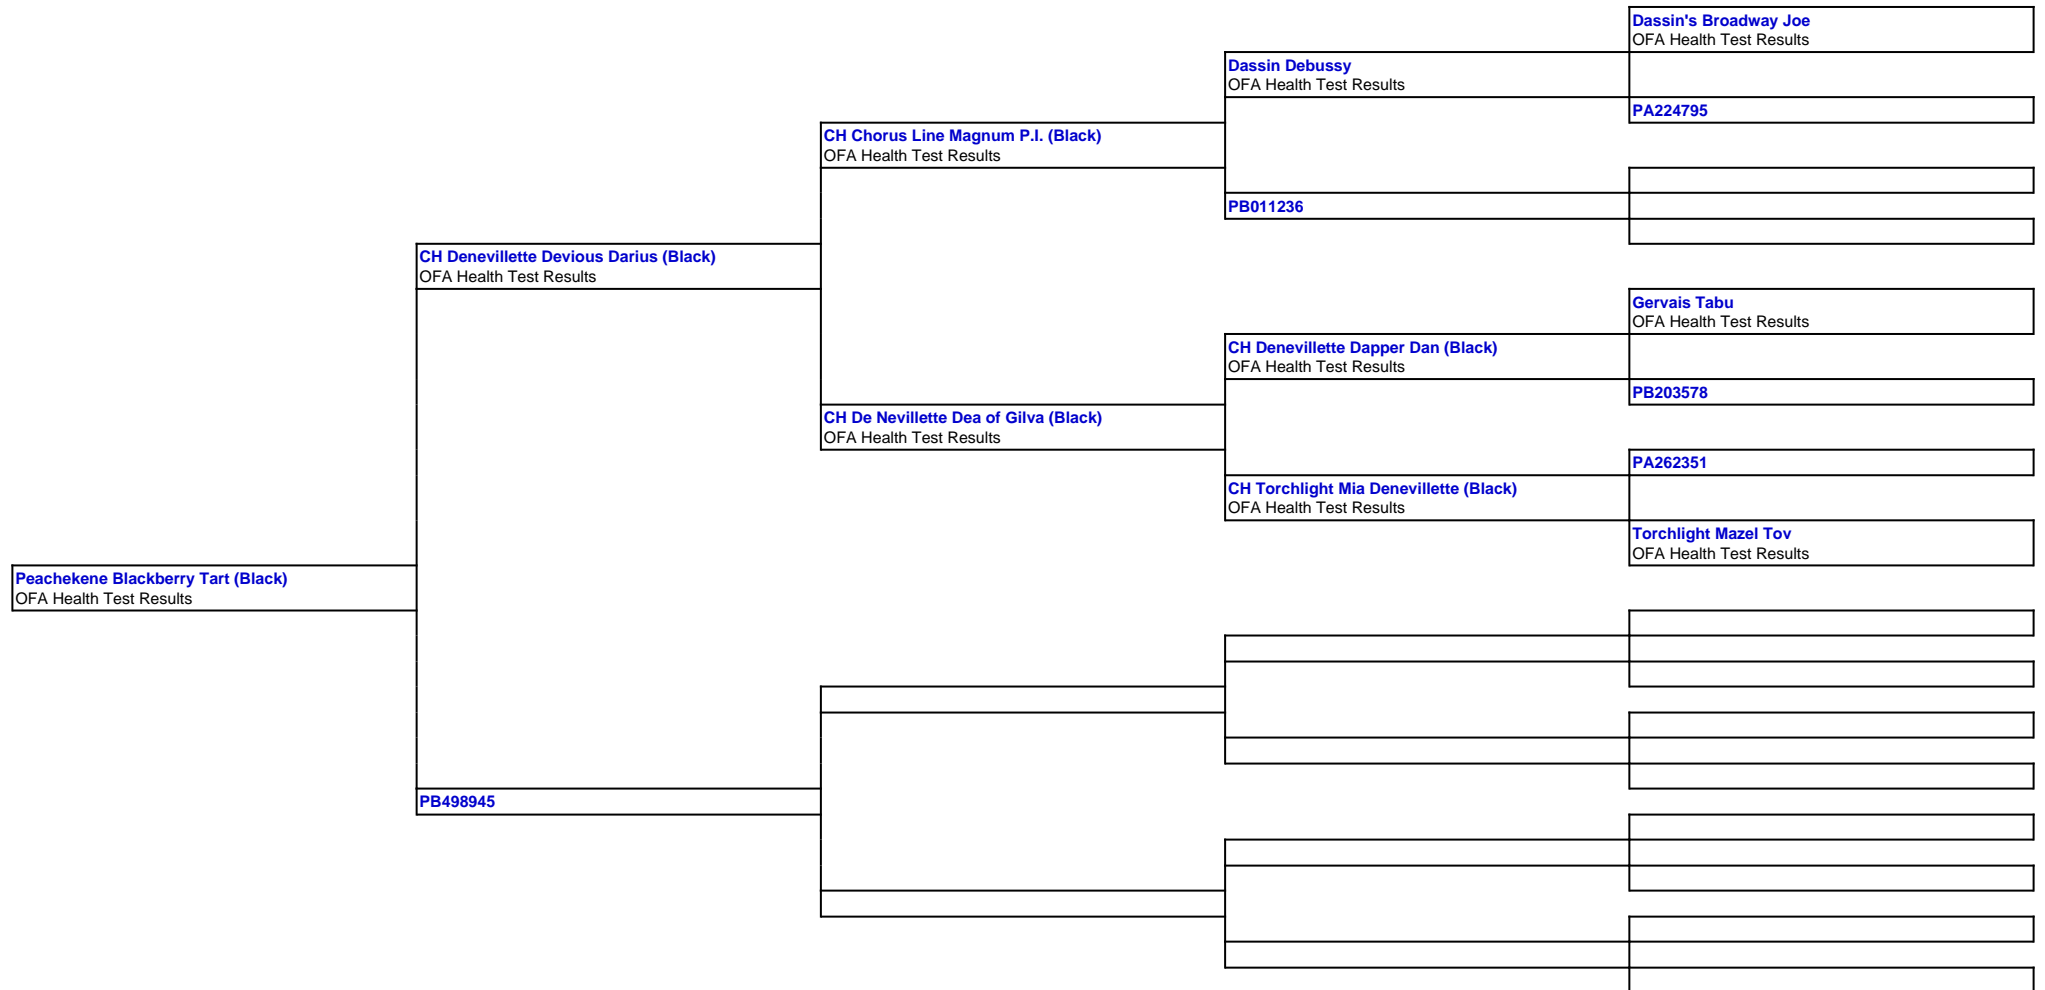 Dassin's Broadway Joe
OFA Health Test Results
Dassin Debussy
OFA Health Test Results
PA224795
CH Chorus Line Magnum P.I. (Black)
OFA Health Test Results
PB011236
CH Denevillette Devious Darius (Black)
OFA Health Test Results
Gervais Tabu
OFA Health Test Results
CH Denevillette Dapper Dan (Black)
OFA Health Test Results
PB203578
CH De Nevillette Dea of Gilva (Black)
OFA Health Test Results
PA262351
CH Torchlight Mia Denevillette (Black)
OFA Health Test Results
Torchlight Mazel Tov
OFA Health Test Results
Peachekene Blackberry Tart (Black)
OFA Health Test Results
PB498945